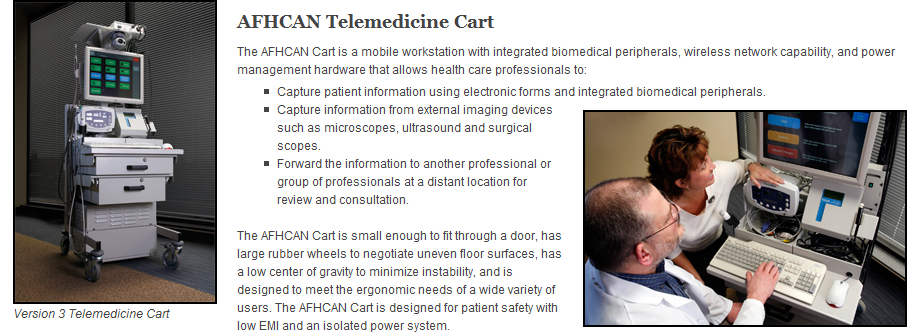 AFHCAN Telemedicine Cart
The AFHCAN Cart is a mobile workstation with integrated biomedical peripherals, wireless network capability, and power
management hardware that allows health care professionals to:
Capture patient information using electronic forms and integrated biomedical peripherals.
Capture information from external imaging devices
such as microscopes, ultrasound and surgical
scopes.
Forward the information to another professional or
group of professionals at a distant location for
review and consultation.
The AFHCAN Cart is small enough to fit through a door, has
large rubber wheels to negotiate uneven floor surfaces, has
a low center of gravity to minimize instability, and is
designed to meet the ergonomic needs of a wide variety of
users. The AFHCAN Cart is designed for patient safety with
low EMI and an isolated power system.
Version 3 Telemedicine Cart